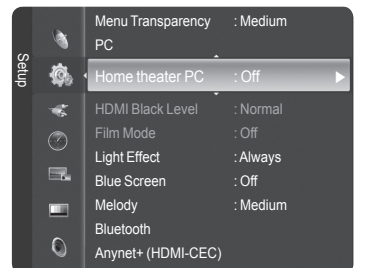 Setup
Menu Transparency : Medium
PC
Home theater PC : Off
HDMI Black Level : Normal
Film Mode : Off
Light Effect : Always
Blue Screen : Off
Melody : Medium
Bluetooth
Anynet+ (HDMI-CEC)